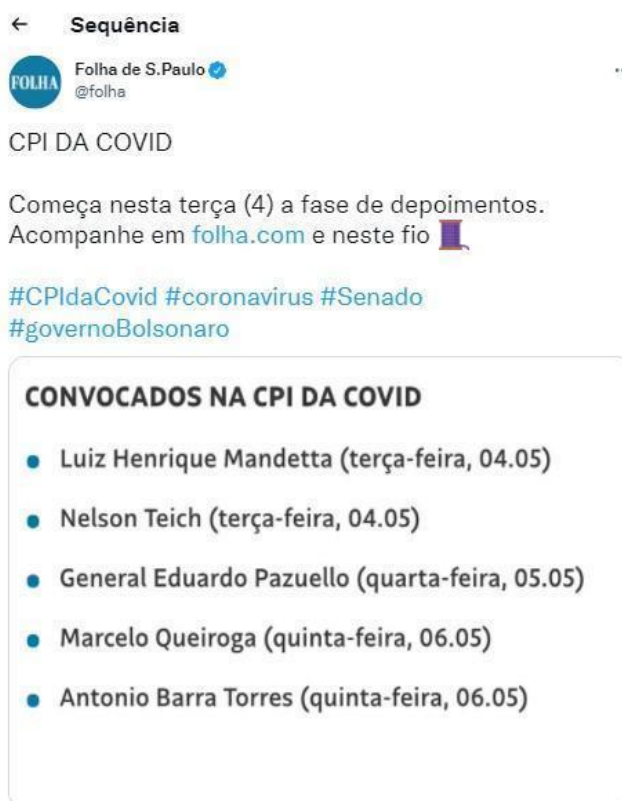 ← Sequência
FOLHA
Folha de S.Paulo
@folha
CPI DA COVID
Começa nesta terça (4) a fase de depoimentos.
Acompanhe em folha.com e neste fio 🧵
#CPIdaCovid #coronavirus #Senado
#governoBolsonaro
CONVOCADOS NA CPI DA COVID
• Luiz Henrique Mandetta (terça-feira, 04.05)
• Nelson Teich (terça-feira, 04.05)
• General Eduardo Pazuello (quarta-feira, 05.05)
• Marcelo Queiroga (quinta-feira, 06.05)
• Antonio Barra Torres (quinta-feira, 06.05)